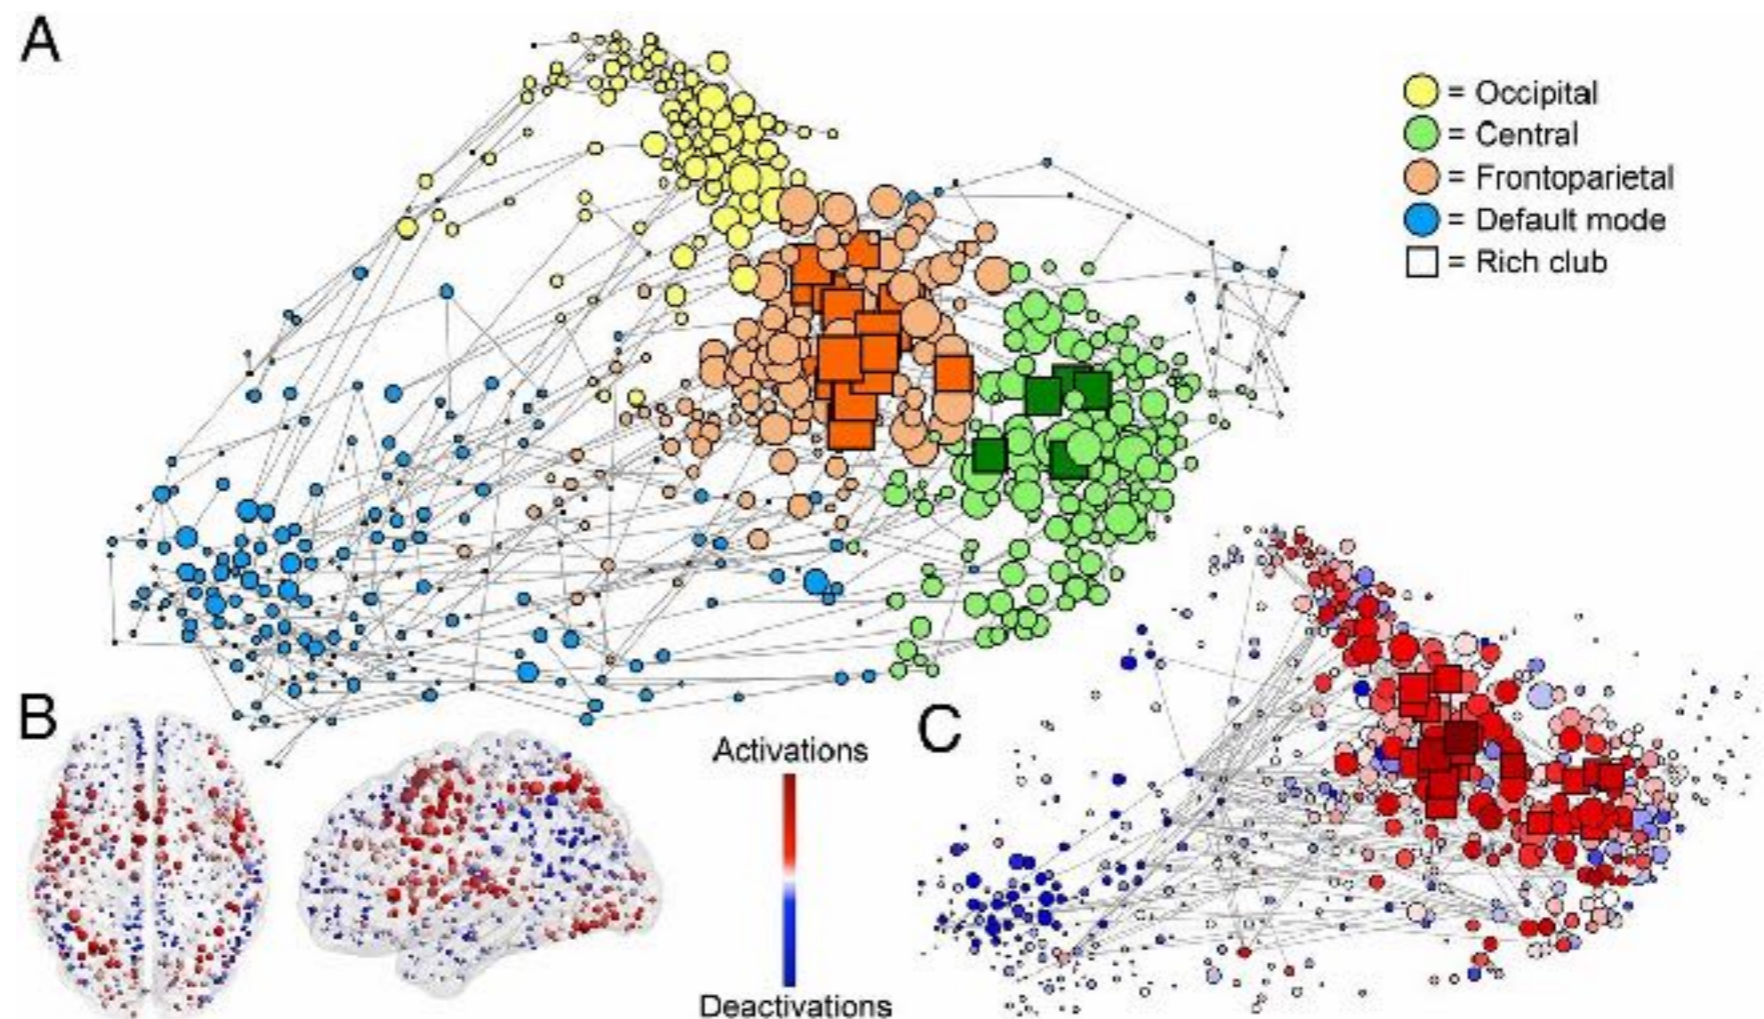 A
= Occipital
= Central
= Frontoparietal
= Default mode
= Rich club
B
Activations
Deactivations
C